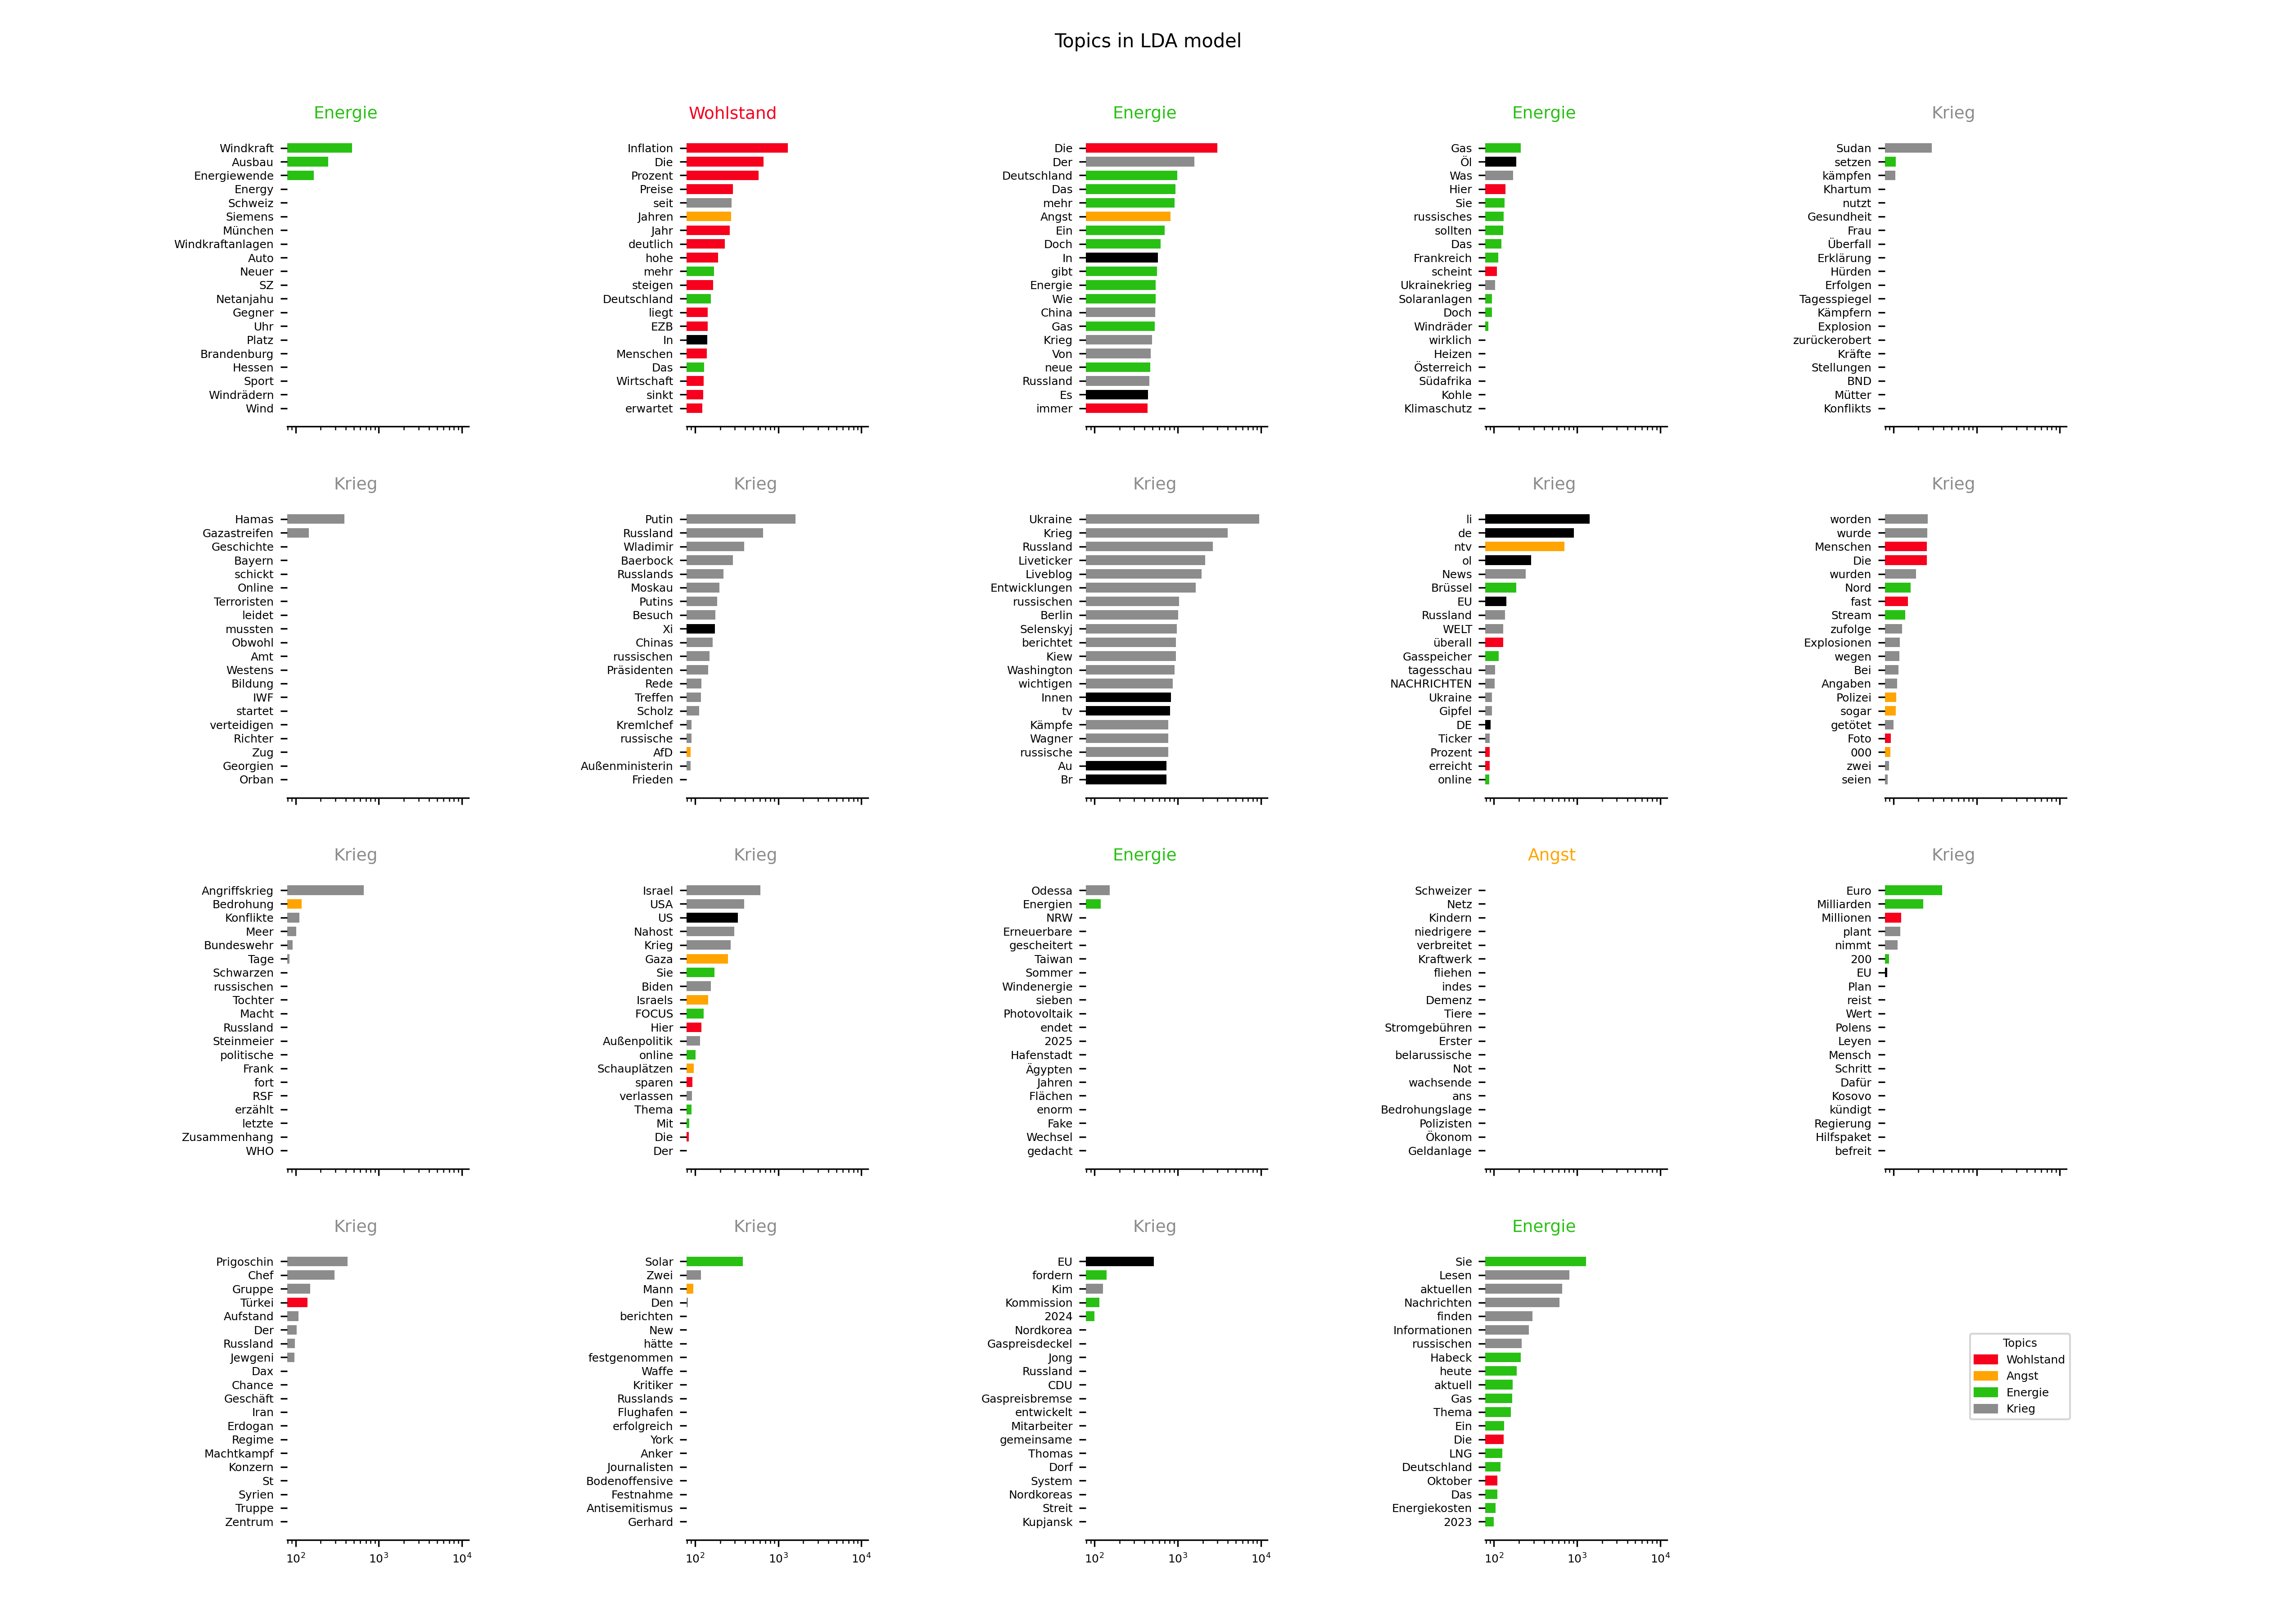 Topics in LDA model
Energie
Windkraft
Ausbau
Energiewende
Energy
Schweiz
Siemens
München
Windkraftanlagen
Auto
Neuer
SZ
Netanjahu
Gegner
Uhr
Platz
Brandenburg
Hessen
Sport
Windrädern
Wind
Wohlstand
Inflation
Die
Prozent
Preise
seit
Jahren
Jahr
deutlich
hohe
mehr
steigen
Deutschland
liegt
EZB
In
Menschen
Das
Wirtschaft
sinkt
erwartet
Energie
Die
Der
Deutschland
Das
mehr
Angst
Ein
Doch
In
gibt
Energie
Wie
China
Gas
Krieg
Von
neue
Russland
Es
immer
Energie
Gas
Öl
Was
Hier
Sie
russisches
sollten
Das
Frankreich
scheint
Ukrainekrieg
Solaranlagen
Doch
Windräder
wirklich
Heizen
Österreich
Südafrika
Kohle
Klimaschutz
Krieg
Sudan
setzen
kämpfen
Khartum
nutzt
Gesundheit
Frau
Überfall
Erklärung
Hürden
Erfolgen
Tagesspiegel
Kämpfern
Explosion
zurückerobert
Kräfte
Stellungen
BND
Mütter
Konflikts
Krieg
Hamas
Gazastreifen
Geschichte
Bayern
schickt
Online
Terroristen
leidet
mussten
Obwohl
Amt
Westens
Bildung
IWF
startet
verteidigen
Richter
Zug
Georgien
Orban
Krieg
Putin
Russland
Wladimir
Baerbock
Russlands
Moskau
Putins
Besuch
Xi
Chinas
russischen
Präsidenten
Rede
Treffen
Scholz
Kremlchef
russische
AfD
Außenministerin
Frieden
Krieg
Ukraine
Krieg
Russland
Liveticker
Liveblog
Entwicklungen
russischen
Berlin
Selenskyj
berichtet
Kiew
Washington
wichtigen
Innen
tv
Kämpfe
Wagner
russische
Au
Br
Krieg
li
de
ntv
ol
News
Brüssel
EU
Russland
WELT
überall
Gasspeicher
tagesschau
NACHRICHTEN
Ukraine
Gipfel
DE
Ticker
Prozent
erreicht
online
Krieg
worden
wurde
Menschen
Die
wurden
Nord
fast
Stream
zufolge
Explosionen
wegen
Bei
Angaben
Polizei
sogar
getötet
Foto
000
zwei
seien
Krieg
Angriffskrieg
Bedrohung
Konflikte
Meer
Bundeswehr
Tage
Schwarzen
russischen
Tochter
Macht
Russland
Steinmeier
politische
Frank
fort
RSF
erzählt
letzte
Zusammenhang
WHO
Krieg
Israel
USA
US
Nahost
Krieg
Gaza
Sie
Biden
Israels
FOCUS
Hier
Außenpolitik
online
Schauplätzen
sparen
verlassen
Thema
Mit
Die
Der
Energie
Odessa
Energien
NRW
Erneuerbare
gescheitert
Taiwan
Sommer
Windenergie
sieben
Photovoltaik
endet
2025
Hafenstadt
Ägypten
Jahren
Flächen
enorm
Fake
Wechsel
gedacht
Angst
Schweizer
Netz
Kindern
niedrigere
verbreitet
Kraftwerk
fliehen
indes
Demenz
Tiere
Stromgebühren
Erster
belarussische
Not
wachsende
ans
Bedrohungslage
Polizisten
Ökonom
Geldanlage
Krieg
Euro
Milliarden
Millionen
plant
nimmt
200
EU
Plan
reist
Wert
Polens
Leyen
Mensch
Schritt
Dafür
Kosovo
kündigt
Regierung
Hilfspaket
befreit
Krieg
Prigoschin
Chef
Gruppe
Türkei
Aufstand
Der
Russland
Jewgeni
Dax
Chance
Geschäft
Iran
Erdogan
Regime
Machtkampf
Konzern
St
Syrien
Truppe
Zentrum
10²
10³
10⁴
Krieg
Solar
Zwei
Mann
Den
berichten
New
hätte
festgenommen
Waffe
Kritiker
Russlands
Flughafen
erfolgreich
York
Anker
Journalisten
Bodenoffensive
Festnahme
Antisemitismus
Gerhard
10²
10³
10⁴
Krieg
EU
fordern
Kim
Kommission
2024
Nordkorea
Gaspreisdeckel
Jong
Russland
CDU
Gaspreisbremse
entwickelt
Mitarbeiter
gemeinsame
Thomas
Dorf
System
Nordkoreas
Streit
Kupjansk
10²
10³
10⁴
Energie
Sie
Lesen
aktuellen
Nachrichten
finden
Informationen
russischen
Habeck
heute
aktuell
Gas
Thema
Ein
Die
LNG
Deutschland
Oktober
Das
Energiekosten
2023
10²
10³
10⁴
Topics
Wohlstand
Angst
Energie
Krieg